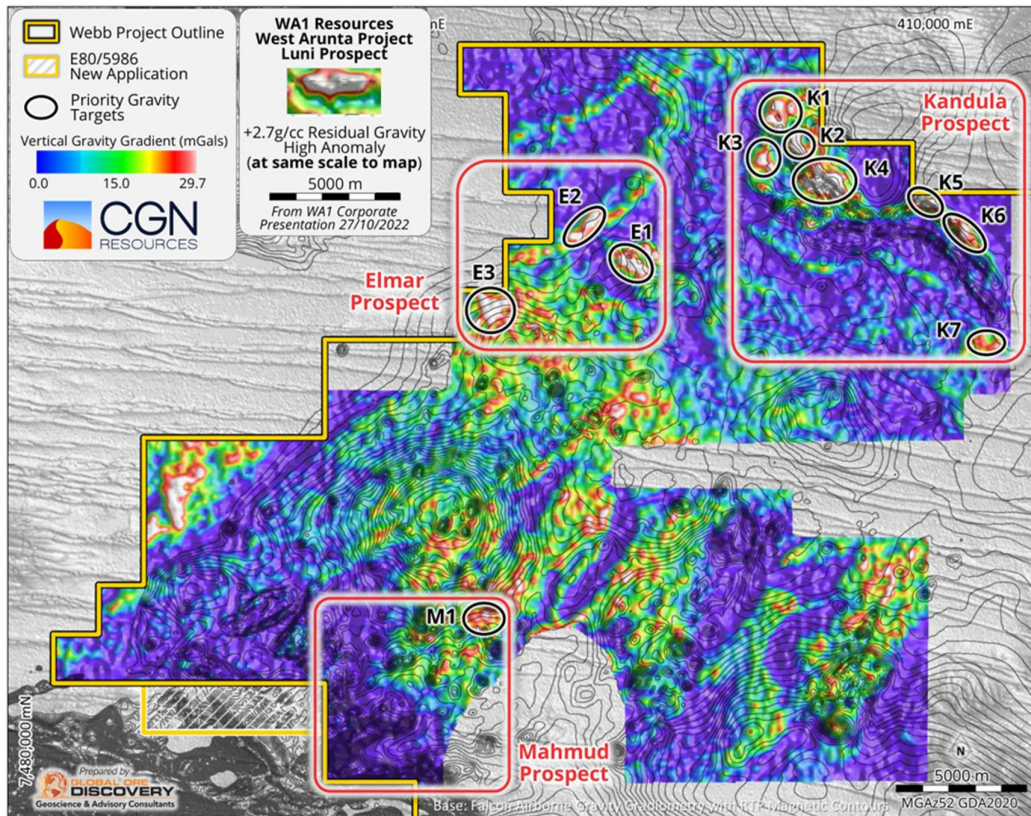 Webb Project Outline
E80/5986
New Application
Priority Gravity
Targets
Vertical Gravity Gradient (mGals)
0.0 15.0 29.7
CGN
RESOURCES
WA1 Resources
West Arunta Project
Luni Prospect
+2.7g/cc Residual Gravity
High Anomaly
(at same scale to map)
5000 m
From WA1 Corporate
Presentation 27/10/2022
410,000 mE
Kandula
Prospect
K1
K2
K3
K4
K5
K6
K7
E2
E1
E3
Elmar
Prospect
M1
Mahmud
Prospect
7,480,000 mN
Prepared by
GLOBAL ORE
DISCOVERY
Geoscience & Advisory Consultants
N
5000 m
MGAz52 GDA2020
Base: Falcon Airborne Gravity Gradiometry with RTP Magnetic Contours